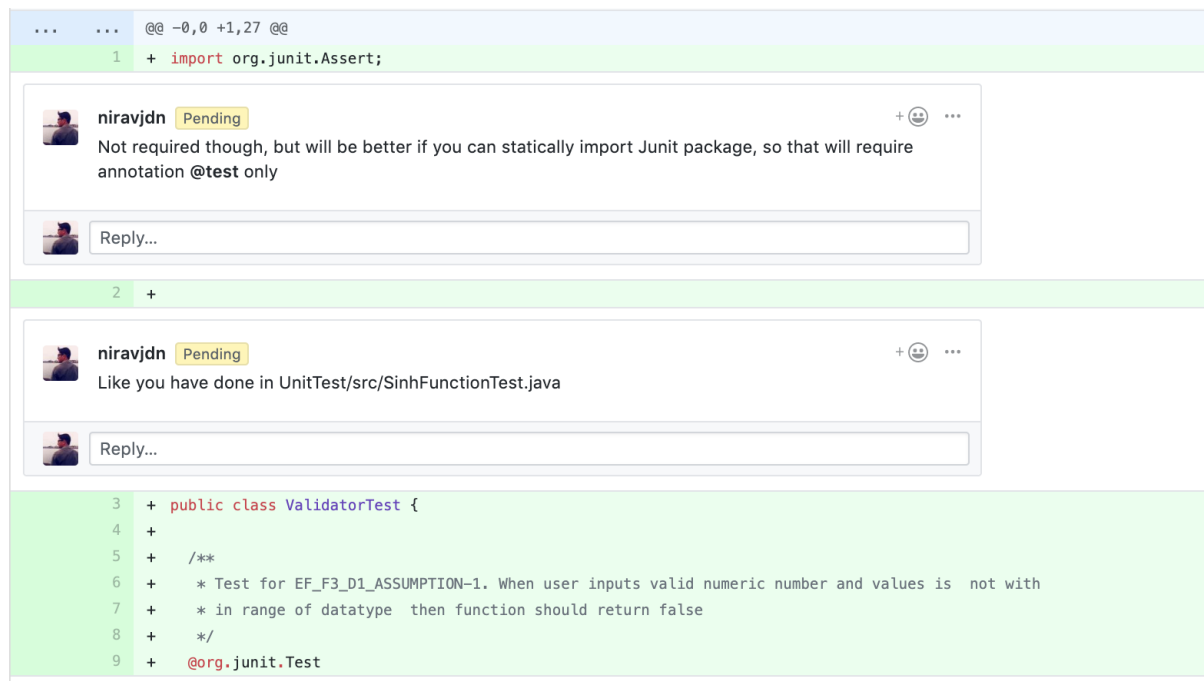 ... ... @@ -0,0 +1,27 @@
1 + import org.junit.Assert;
niravjdn Pending
Not required though, but will be better if you can statically import Junit package, so that will require
annotation @test only
Reply...
2 +
niravjdn Pending
Like you have done in UnitTest/src/SinhFunctionTest.java
Reply...
3 + public class ValidatorTest {
4 +
5 + /**
6 + * Test for EF_F3_D1_ASSUMPTION-1. When user inputs valid numeric number and values is  not with
7 + * in range of datatype  then function should return false
8 + */
9 + @org.junit.Test